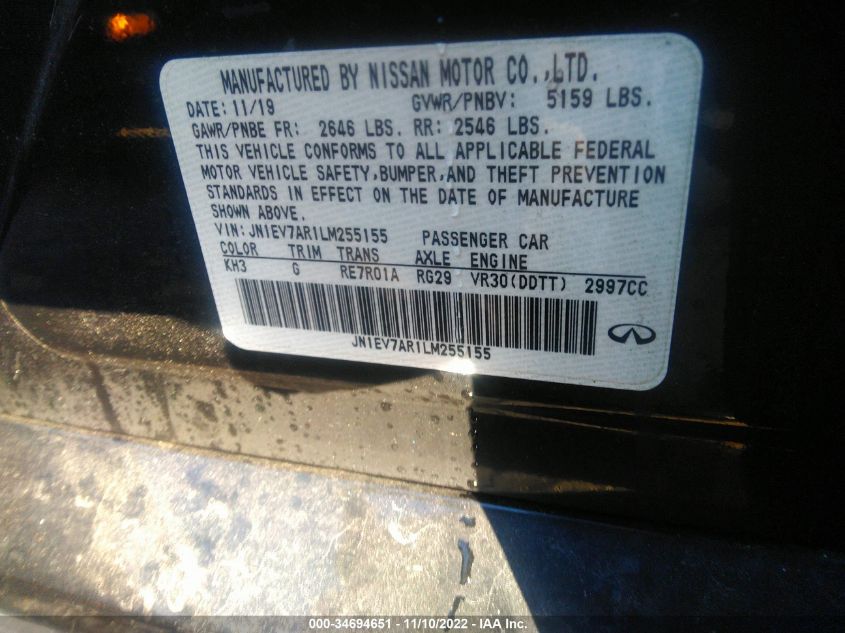 MANUFACTURED BY NISSAN MOTOR CO.,LTD.
DATE: 11/19 GVWR/PNBV: 5159 LBS.
GAWR/PNBE FR: 2646 LBS. RR: 2546 LBS.
THIS VEHICLE CONFORMS TO ALL APPLICABLE FEDERAL
MOTOR VEHICLE SAFETY,BUMPER,AND THEFT PREVENTION
STANDARDS IN EFFECT ON THE DATE OF MANUFACTURE
SHOWN ABOVE.
VIN: JN1EV7AR1LM255155 PASSENGER CAR
COLOR TRIM TRANS AXLE ENGINE
KH3 G RE7R01A RG29 VR30(DDTT) 2997CC
JN1EV7AR1LM255155
000-34694651 - 11/10/2022 - IAA Inc.